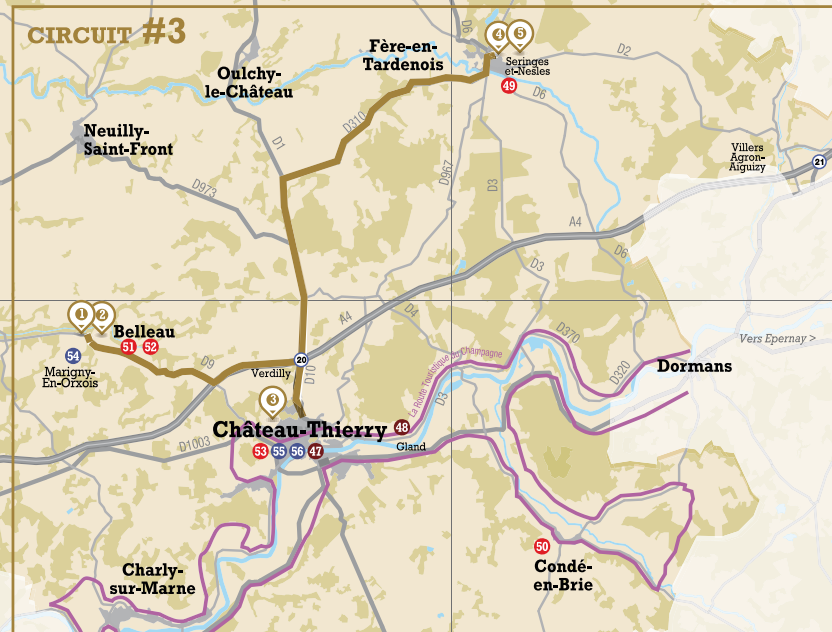 CIRCUIT #3
D6
4
5
Fère-en-
Tardenois
Seringes
et-Nesles
D2
49
D6
Oulchy-
le-Château
D310
D1
Neuilly-
Saint-Front
D973
D967
D3
Villers
Agron-
Aiguizy
21
A4
D6
D3
1
2
Belleau
51
52
54
Marigny-
En-Orxois
D9
A4
D4
20
Verdilly
D10
La Route Touristique du Champagne
D370
D320
Vers Epernay >
Dormans
D3
3
Château-Thierry
48
D1003
53
55
56
47
Gland
50
Condé-
en-Brie
Charly-
sur-Marne